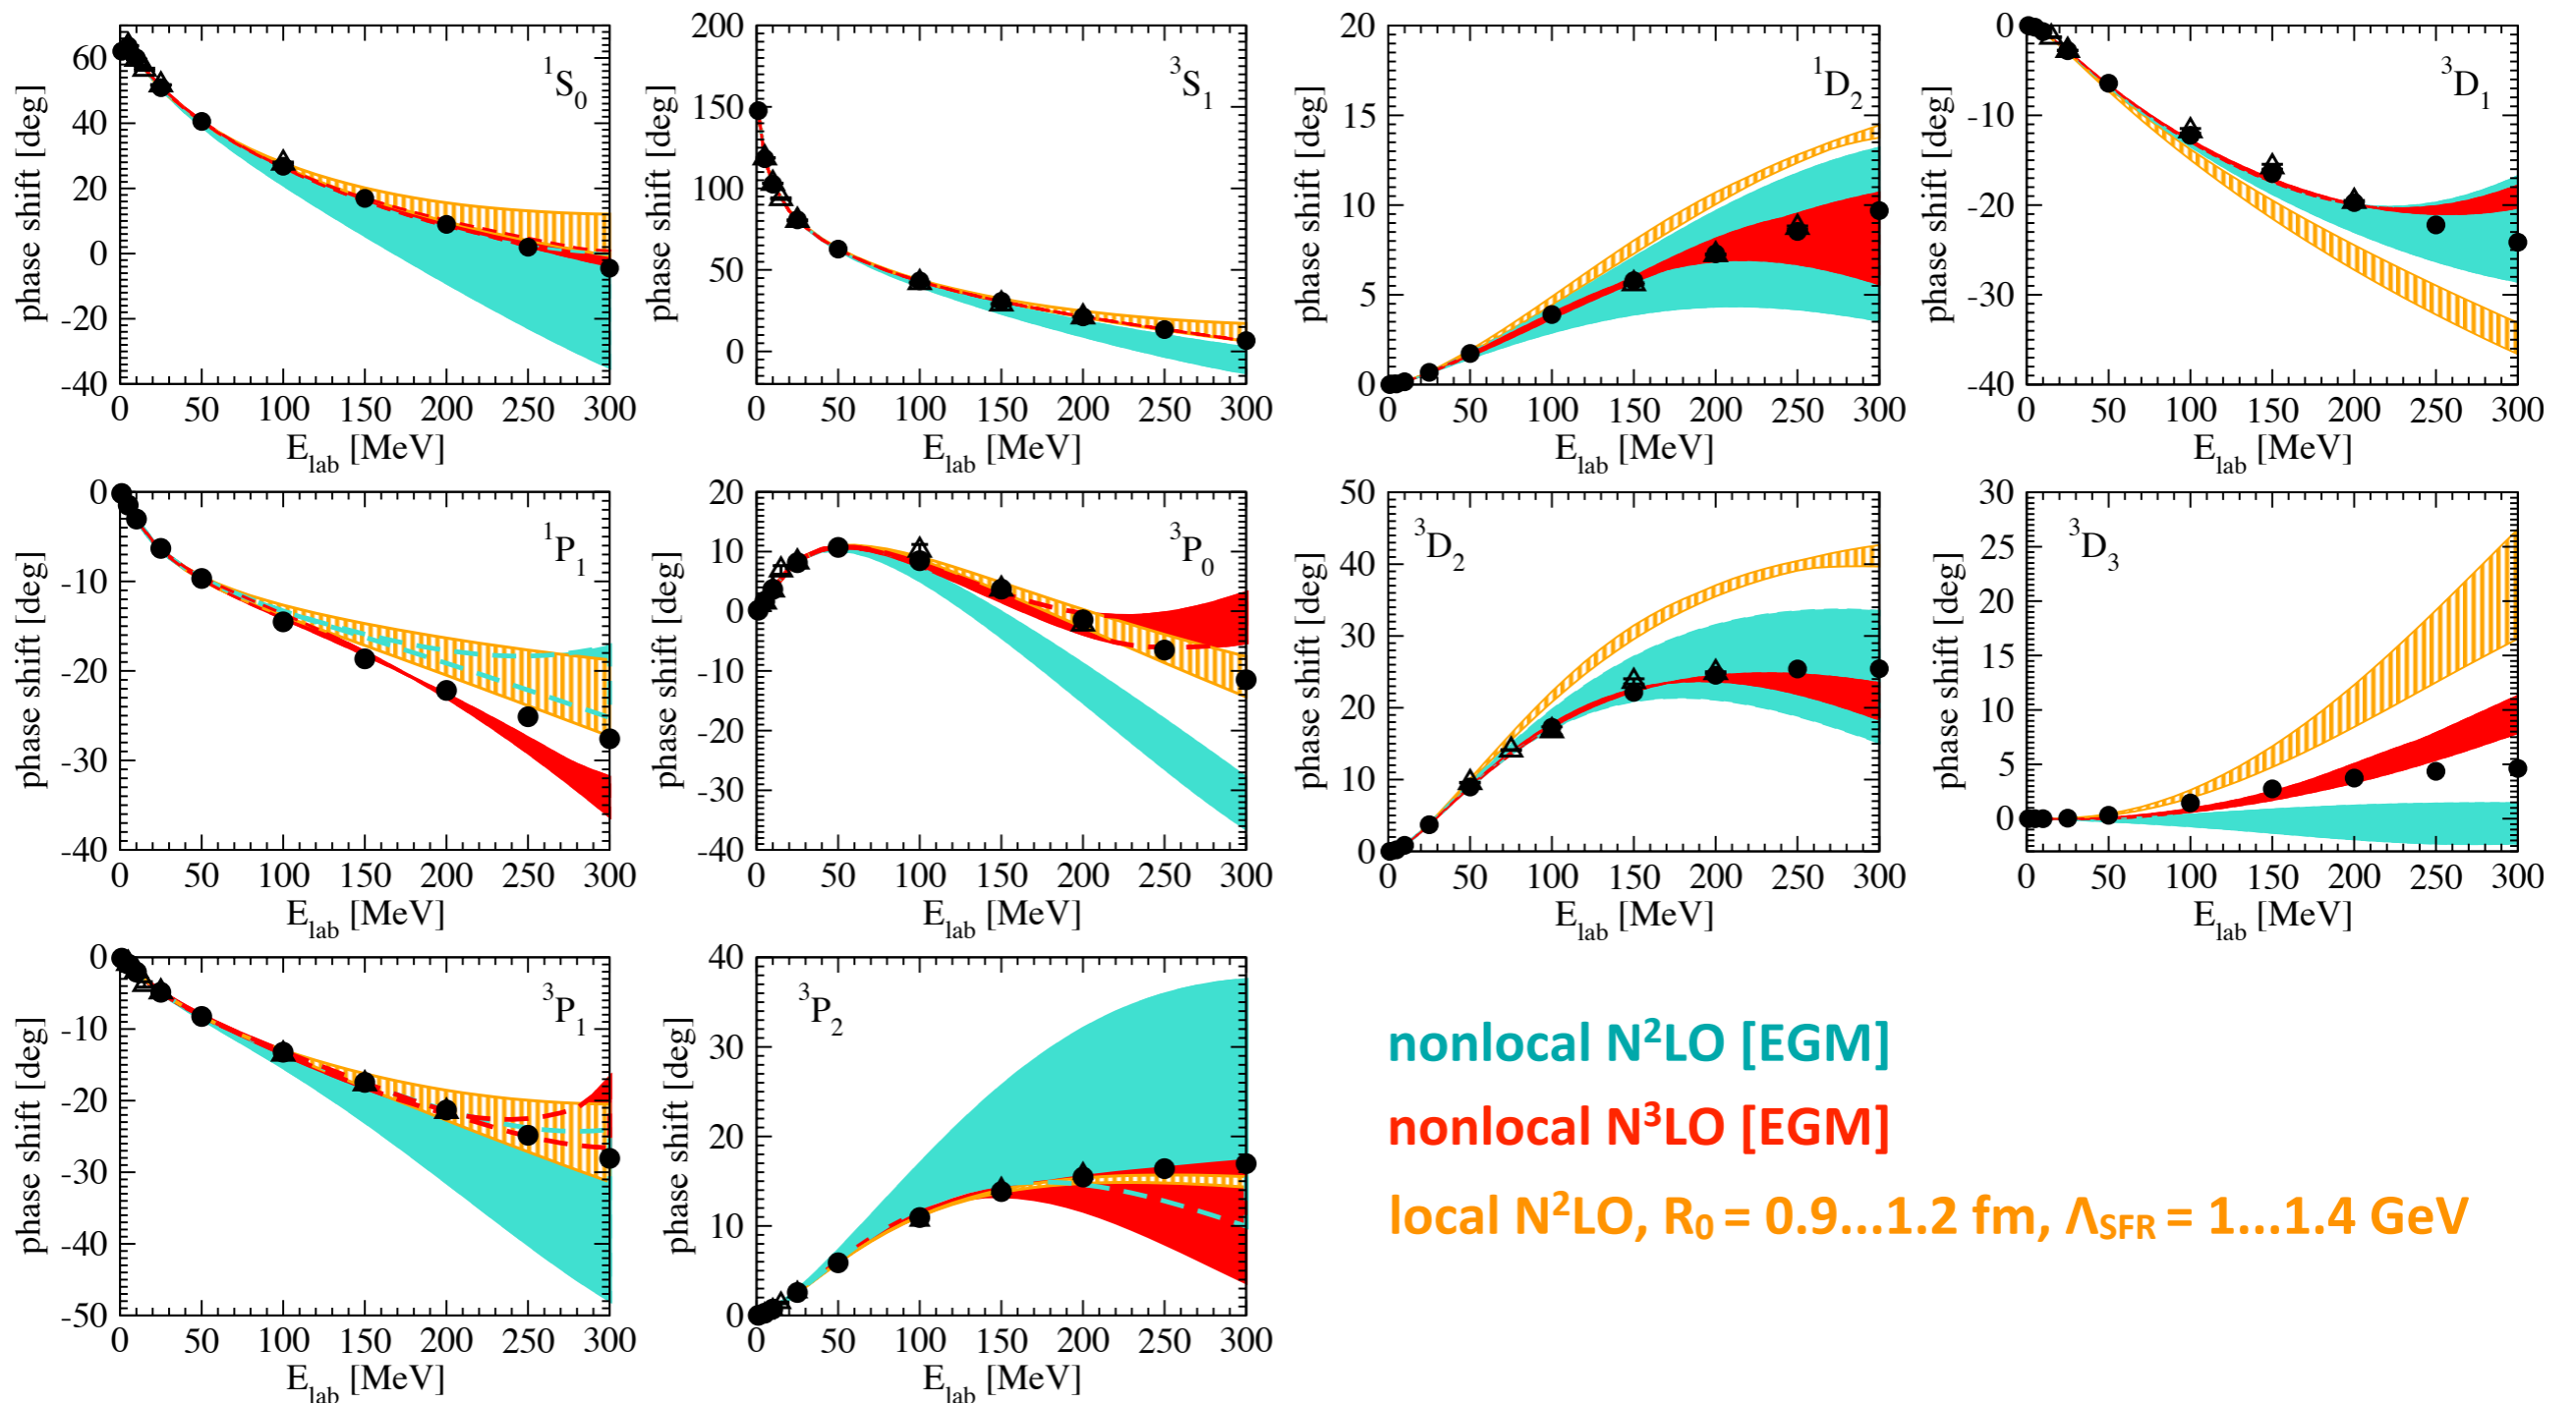 200
20
0
60
¹S₀
³S₁
¹D₂
³D₁
40
150
15
-10
20
100
10
-20
0
50
5
-30
-20
0
-40
0
-40
phase shift [deg]
phase shift [deg]
phase shift [deg]
phase shift [deg]
0 50 100 150 200 250 300
0 50 100 150 200 250 300
0 50 100 150 200 250 300
0 50 100 150 200 250 300
E_lab [MeV]
E_lab [MeV]
E_lab [MeV]
E_lab [MeV]
0
20
50
30
¹P₁
³P₀
³D₂
³D₃
10
40
25
-10
0
30
20
-20
-10
20
15
-30
-20
10
10
-40
-30
0
5
-40
0
phase shift [deg]
phase shift [deg]
phase shift [deg]
phase shift [deg]
0 50 100 150 200 250 300
0 50 100 150 200 250 300
0 50 100 150 200 250 300
0 50 100 150 200 250 300
E_lab [MeV]
E_lab [MeV]
E_lab [MeV]
E_lab [MeV]
0
40
³P₁
³P₂
-10
30
-20
20
-30
10
-40
0
-50
phase shift [deg]
phase shift [deg]
0 50 100 150 200 250 300
0 50 100 150 200 250 300
E_lab [MeV]
E_lab [MeV]
nonlocal N²LO [EGM]
nonlocal N³LO [EGM]
local N²LO, R₀ = 0.9...1.2 fm, Λ_SFR = 1...1.4 GeV